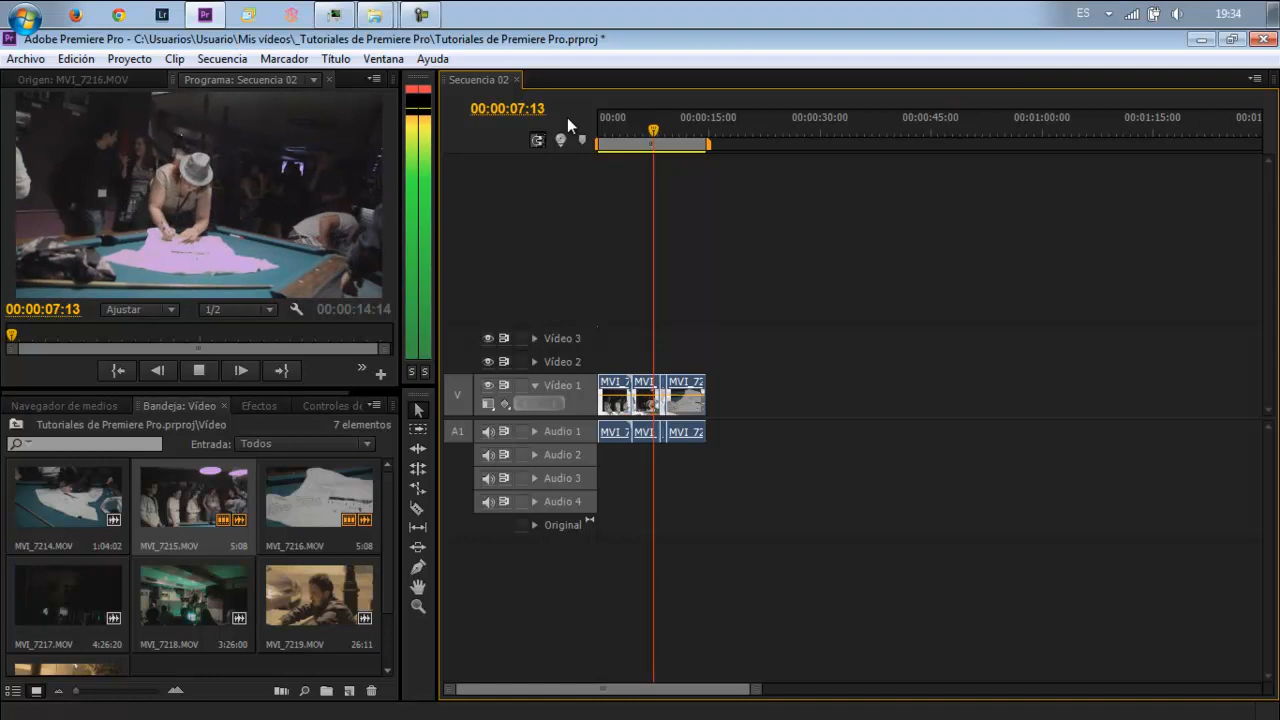 Lr
Pr
ES
19:34
Pr
Adobe Premiere Pro - C:\Usuarios\Usuario\Mis vídeos\_Tutoriales de Premiere Pro\Tutoriales de Premiere Pro.prproj *
Archivo Edición Proyecto Clip Secuencia Marcador Título Ventana Ayuda
Origen: MVI_7216.MOV
Programa: Secuencia 02
Secuencia 02
00:00:07:13
00:00
00:00:15:00
00:00:30:00
00:00:45:00
00:01:00:00
00:01:15:00
00:01
00:00:07:13
Ajustar
1/2
00:00:14:14
S S
Vídeo 3
Vídeo 2
V
Vídeo 1
MVI_7
MVI_
MVI_72
A1
Audio 1
MVI_7
MVI_
MVI_72
Audio 2
Audio 3
Audio 4
Original
Navegador de medios
Bandeja: Vídeo
Efectos
Controles de
Tutoriales de Premiere Pro.prproj\Vídeo
7 elementos
Entrada:
Todos
MVI_7214.MOV
1:04:02
MVI_7215.MOV
5:08
MVI_7216.MOV
5:08
MVI_7217.MOV
4:26:20
MVI_7218.MOV
3:26:00
MVI_7219.MOV
26:11